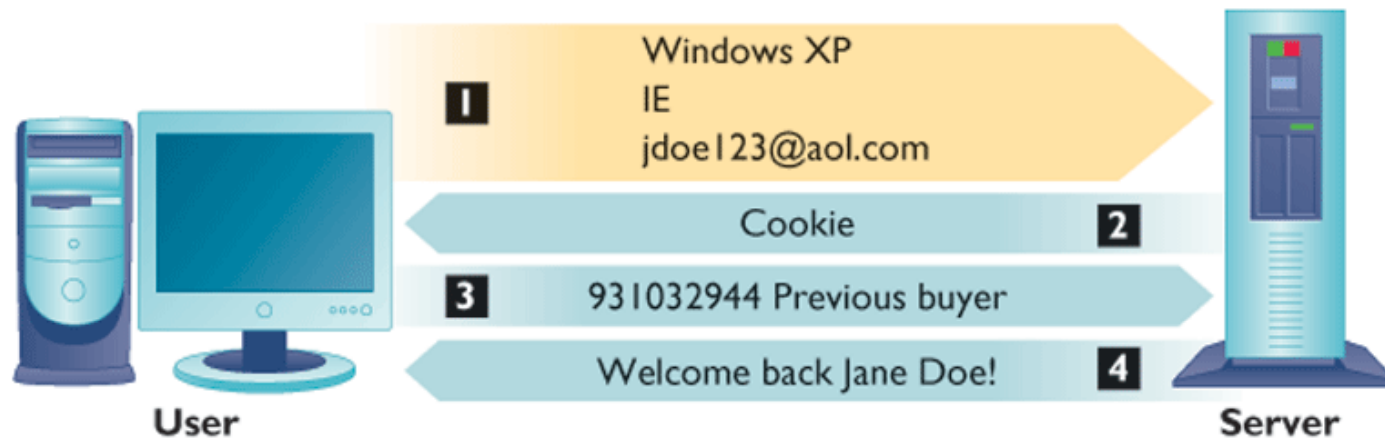 Windows XP
1
IE
jdoe123@aol.com
Cookie 2
3 931032944 Previous buyer
Welcome back Jane Doe! 4
User
Server